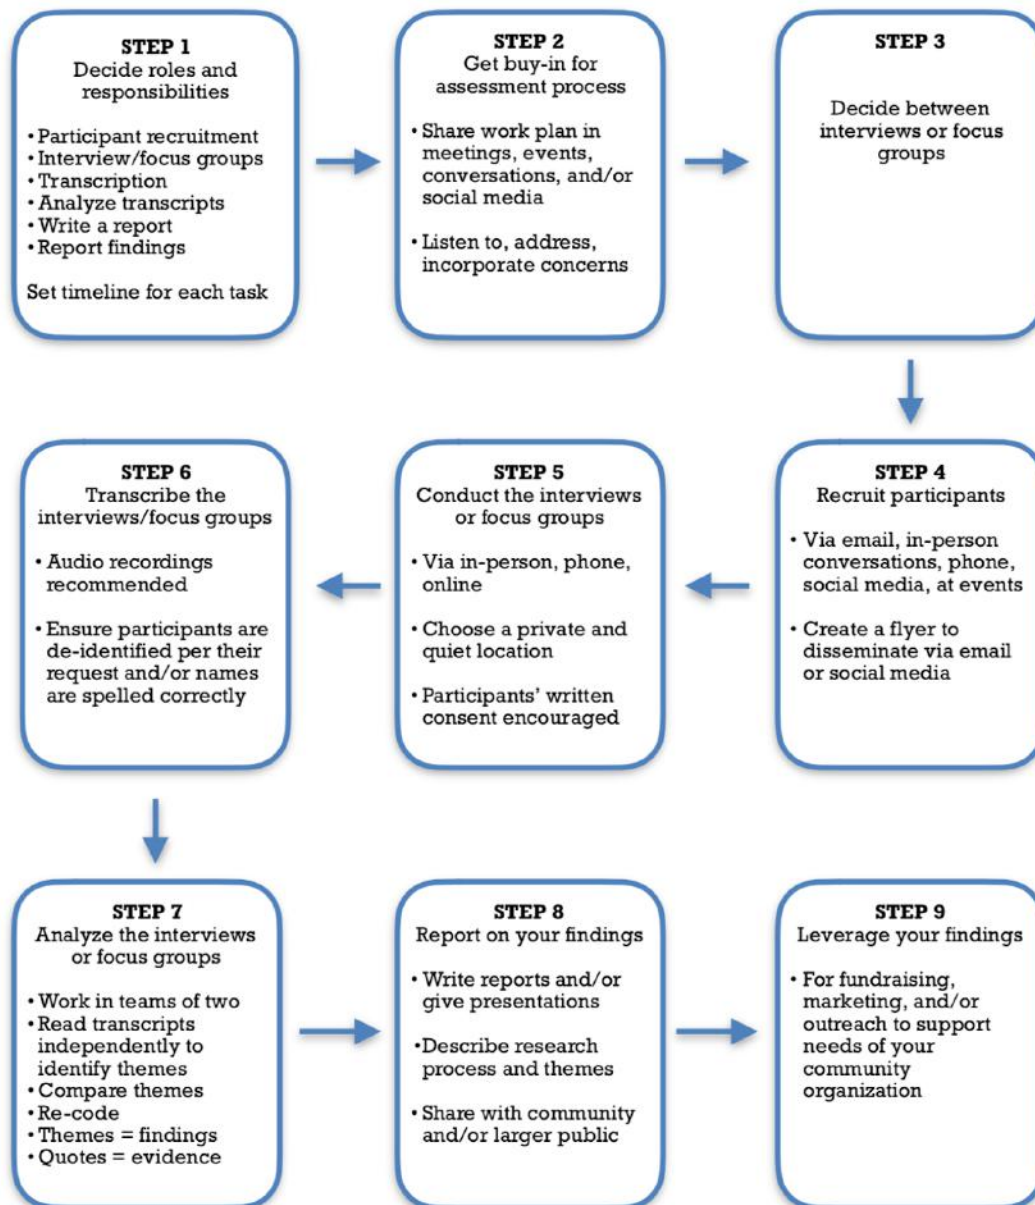 STEP 1
Decide roles and
responsibilities
• Participant recruitment
• Interview/focus groups
• Transcription
• Analyze transcripts
• Write a report
• Report findings
Set timeline for each task
STEP 2
Get buy-in for
assessment process
• Share work plan in
meetings, events,
conversations, and/or
social media
• Listen to, address,
incorporate concerns
STEP 3
Decide between
interviews or focus
groups
STEP 4
Recruit participants
• Via email, in-person
conversations, phone,
social media, at events
• Create a flyer to
disseminate via email
or social media
STEP 5
Conduct the interviews
or focus groups
• Via in-person, phone,
online
• Choose a private and
quiet location
• Participants’ written
consent encouraged
STEP 6
Transcribe the
interviews/focus groups
• Audio recordings
recommended
• Ensure participants are
de-identified per their
request and/or names
are spelled correctly
STEP 7
Analyze the interviews
or focus groups
• Work in teams of two
• Read transcripts
independently to
identify themes
• Compare themes
• Re-code
• Themes = findings
• Quotes = evidence
STEP 8
Report on your findings
• Write reports and/or
give presentations
•Describe research
process and themes
• Share with community
and/or larger public
STEP 9
Leverage your findings
• For fundraising,
marketing, and/or
outreach to support
needs of your
community
organization